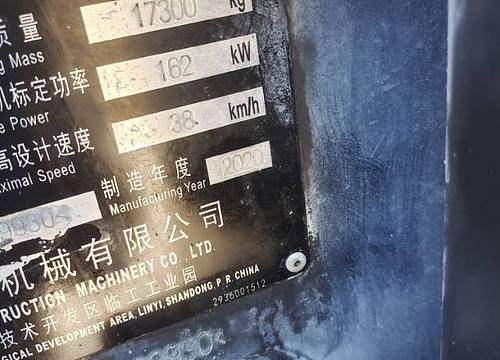 质量 17300 kg
g Mass
机标定功率 162 kW
e Power
高设计速度 38 km/h
ximal Speed
制造年度 2020
Manufacturing Year
机械有限公司
RUCTION MACHINERY CO., LTD.
技术开发区临工工业园
GICAL DEVELOPMENT AREA, LINYI, SHANDONG, P. R. CHINA
2936001512